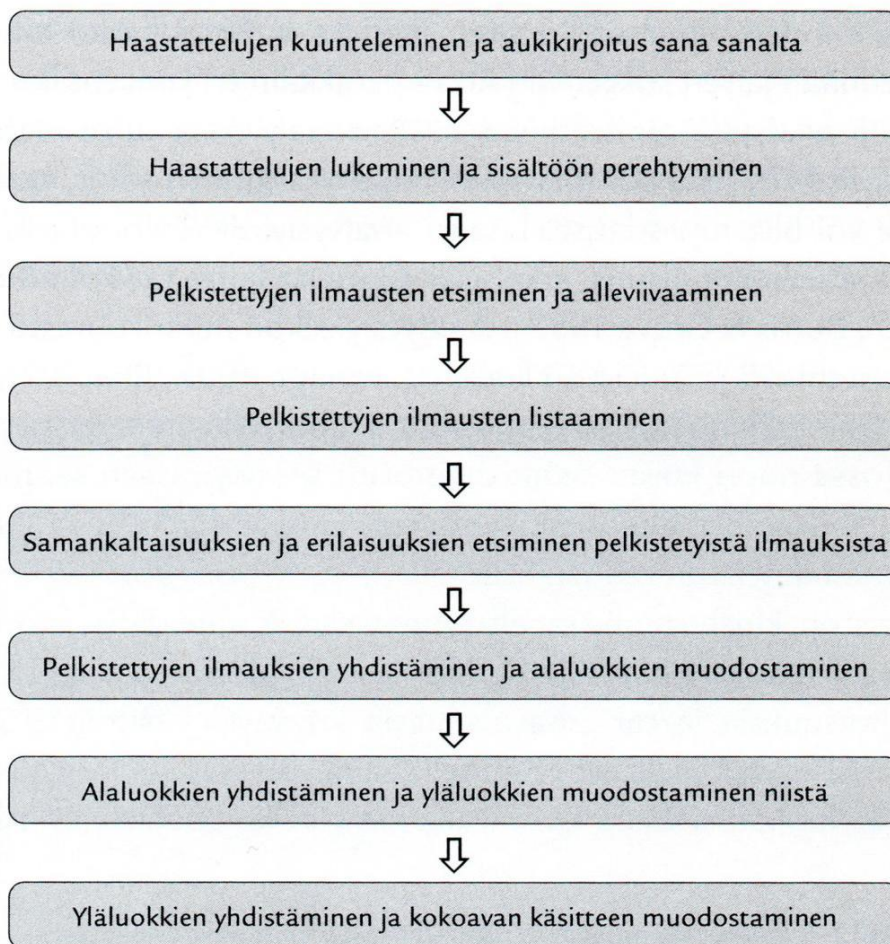 Haastattelujen kuunteleminen ja aukikirjoitus sana sanalta
Haastattelujen lukeminen ja sisältöön perehtyminen
Pelkistettyjen ilmausten etsiminen ja alleviivaaminen
Pelkistettyjen ilmausten listaaminen
Samankaltaisuuksien ja erilaisuuksien etsiminen pelkistetyistä ilmauksista
Pelkistettyjen ilmauksien yhdistäminen ja alaluokkien muodostaminen
Alaluokkien yhdistäminen ja yläluokkien muodostaminen niistä
Yläluokkien yhdistäminen ja kokoavan käsitteen muodostaminen